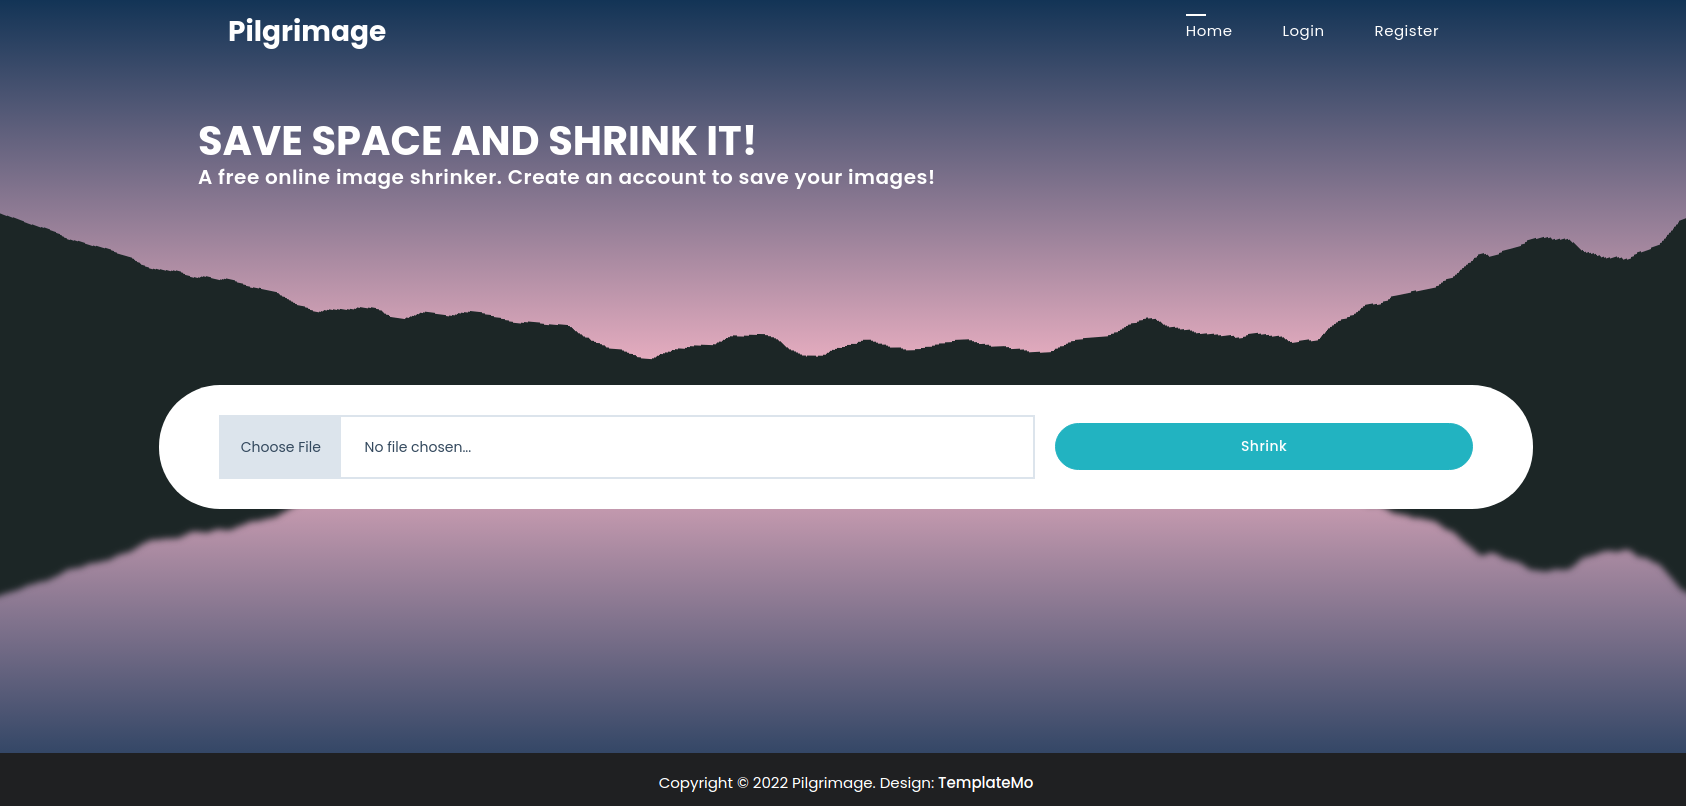 Pilgrimage
Home Login Register
SAVE SPACE AND SHRINK IT!
A free online image shrinker. Create an account to save your images!
Choose File No file chosen... Shrink
Copyright © 2022 Pilgrimage. Design: TemplateMo